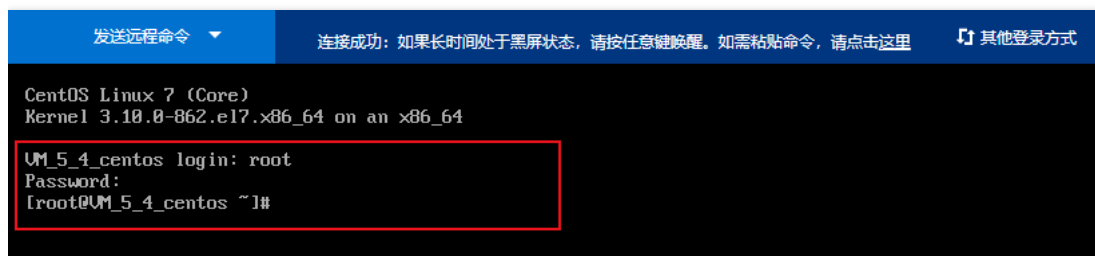 发送远程命令
连接成功：如果长时间处于黑屏状态，请按任意键唤醒。如需粘贴命令，请点击这里
其他登录方式
CentOS Linux 7 (Core)
Kernel 3.10.0-862.el7.x86_64 on an x86_64
VM_5_4_centos login: root
Password:
[root@VM_5_4_centos ~]#